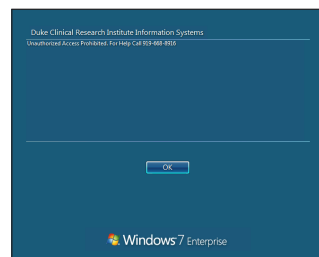 Duke Clinical Research Institute Information Systems
Unauthorized Access Prohibited. For Help Call 919-668-8916
OK
Windows 7 Enterprise